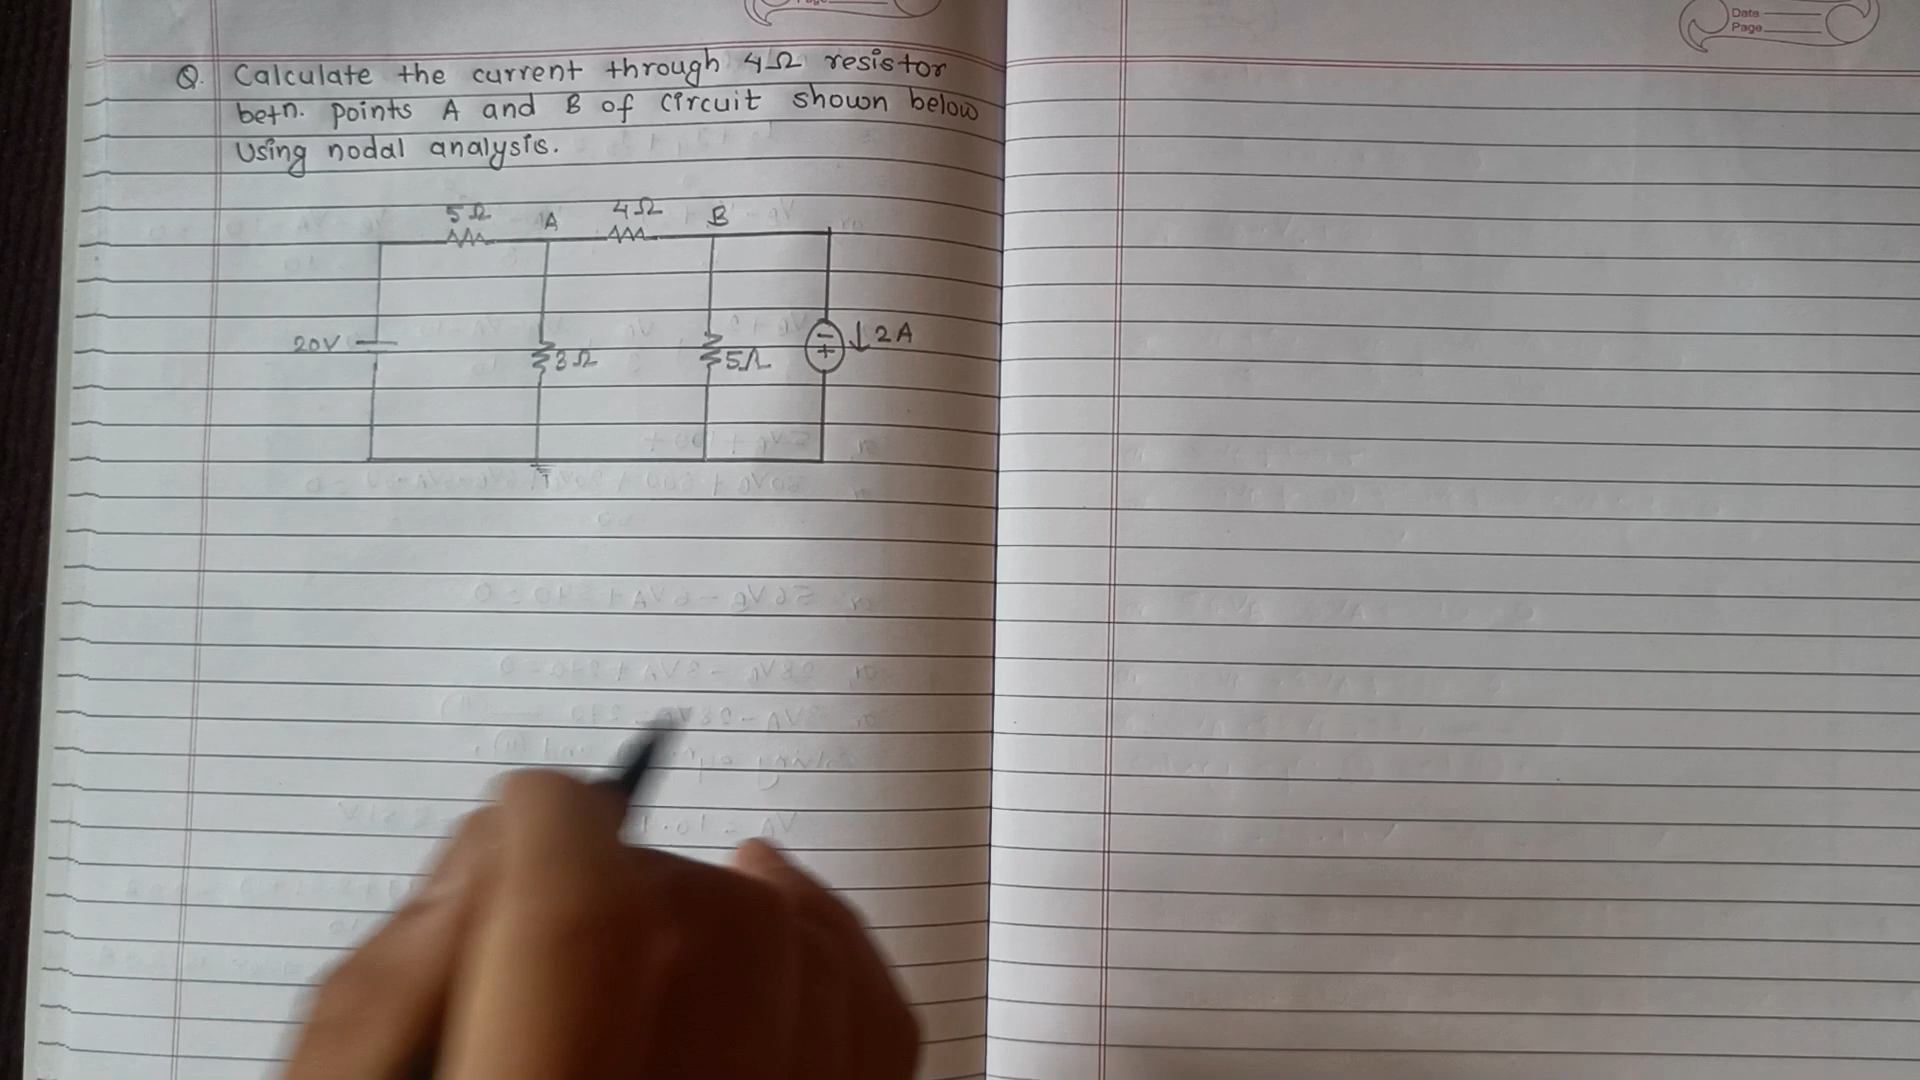 Date
Page
Q. Calculate the current through 4Ω resistor
betn. points A and B of circuit shown below
Using nodal analysis.
5Ω A 4Ω B
20V 3Ω 5Ω - + ↓2A